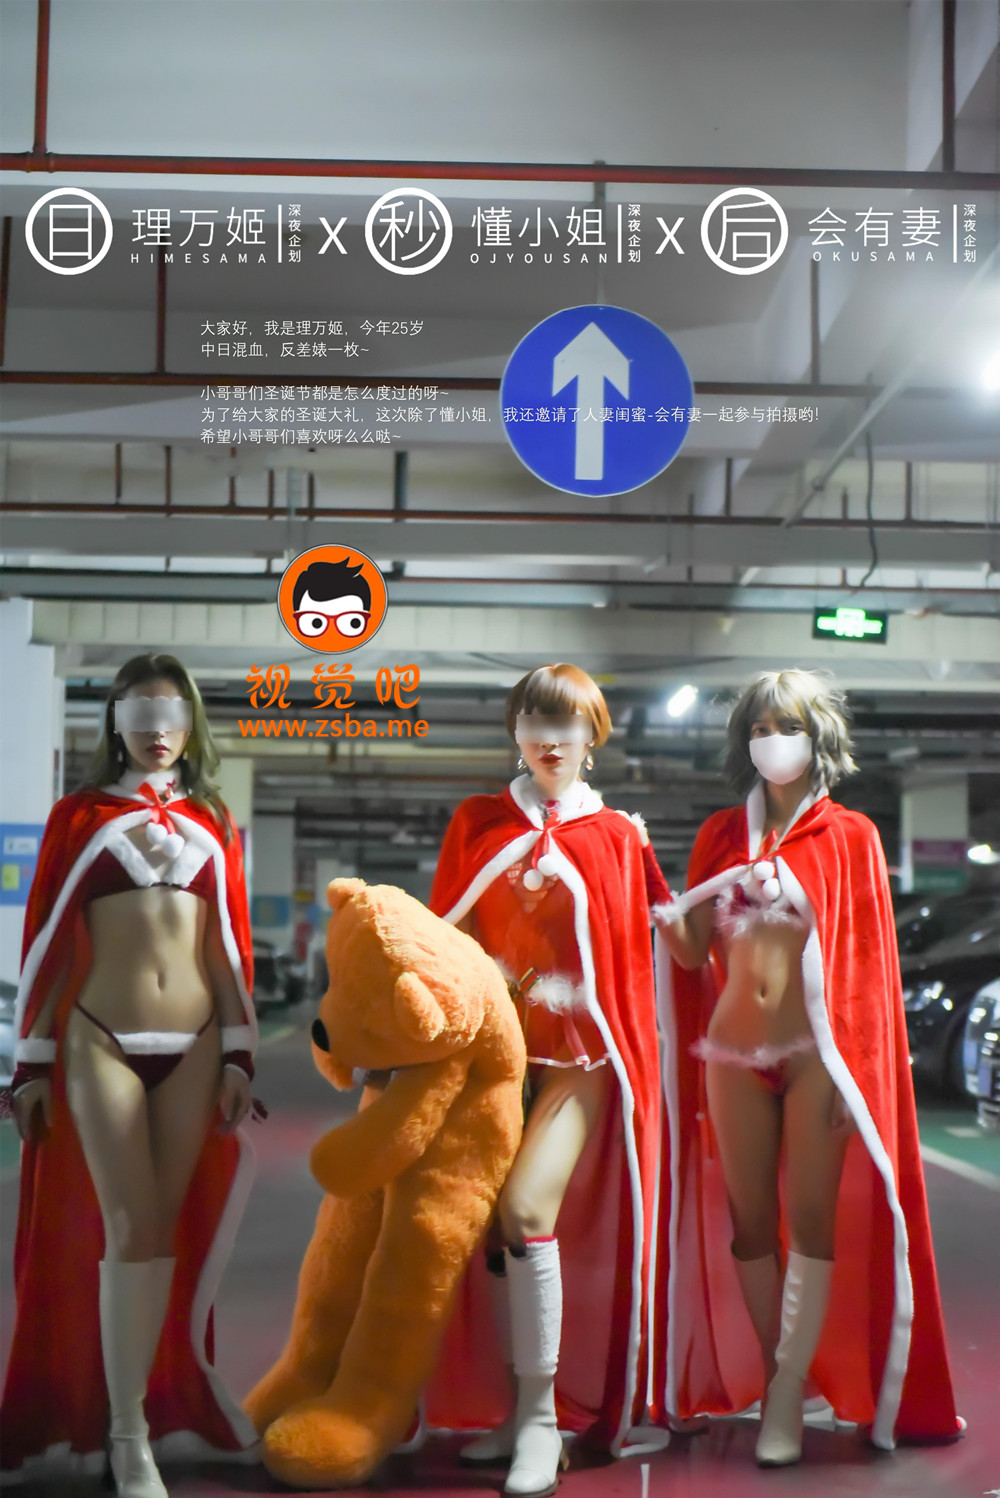 日 理万姬 深夜企划 X 秒 懂小姐 深夜企划 X 后 会有妻 深夜企划
HIMESAMA OJYOUSAN OKUSAMA
大家好，我是理万姬，今年25岁
中日混血，反差婊一枚~
小哥哥们圣诞节都是怎么度过的呀~
为了给大家的圣诞大礼，这次除了懂小姐，我还邀请了人妻闺蜜-会有妻一起参与拍摄哟!
希望小哥哥们喜欢呀么么哒~
视觉吧
www.zsba.me